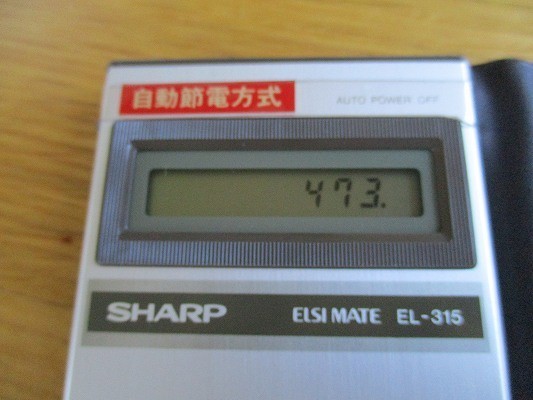 自動節電方式
AUTO POWER OFF
473.
SHARP ELSI MATE EL-315